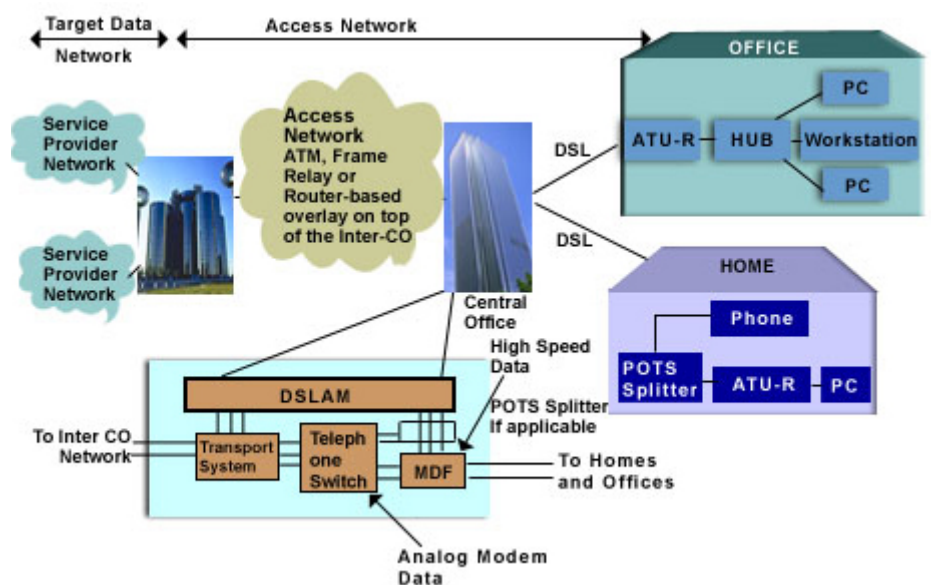 Target Data
Network
Access Network
Service
Provider
Network
Service
Provider
Network
Access
Network
ATM, Frame
Relay or
Router-based
overlay on top
of the Inter-CO
Central
Office
DSL
DSL
OFFICE
ATU-R
HUB
PC
Workstation
PC
HOME
Phone
POTS
Splitter
ATU-R
PC
High Speed
Data
DSLAM
POTS Splitter
If applicable
To Inter CO
Network
Transport
System
Teleph
one
Switch
MDF
To Homes
and Offices
Analog Modem
Data